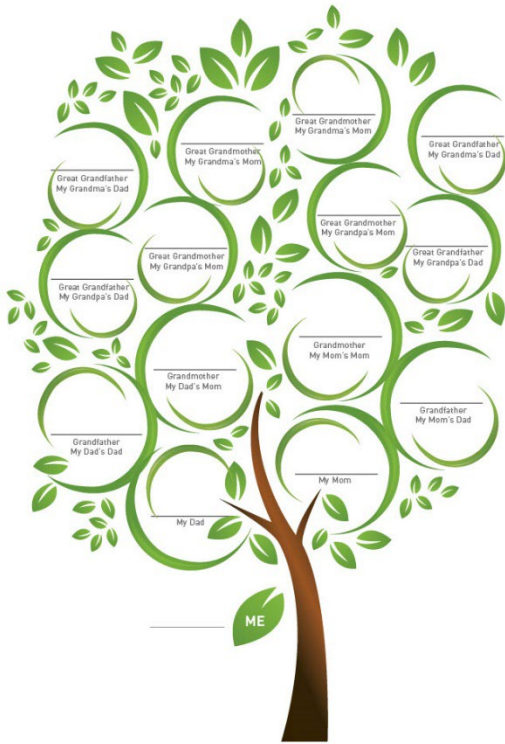 Great Grandmother
My Grandma's Mom
Great Grandfather
My Grandma's Dad
Great Grandmother
My Grandma's Mom
Great Grandfather
My Grandma's Dad
Great Grandmother
My Grandpa's Mom
Great Grandmother
My Grandpa's Mom
Great Grandfather
My Grandpa's Dad
Great Grandfather
My Grandpa's Dad
Grandmother
My Mom's Mom
Grandmother
My Dad's Mom
Grandfather
My Mom's Dad
Grandfather
My Dad's Dad
My Mom
My Dad
ME